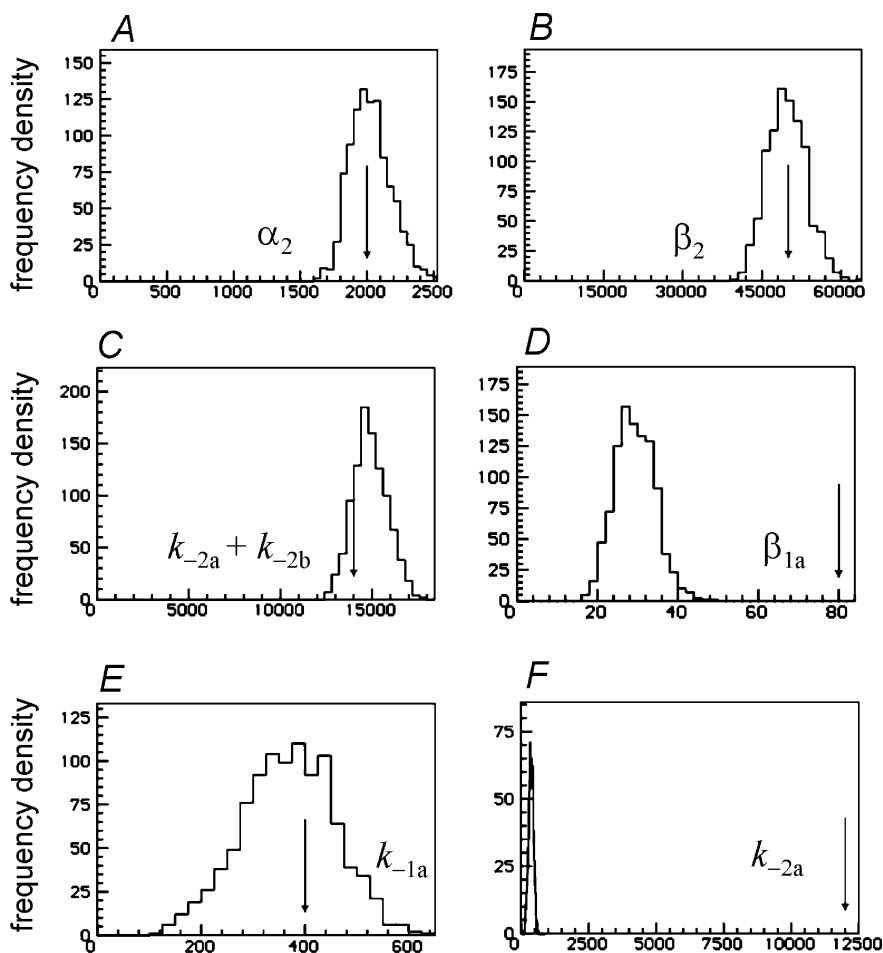 A
B
frequency density
150
125
100
75
50
25
0
α₂
0 500 1000 1500 2000 2500
175
150
125
100
75
50
25
0
β₂
15000 30000 45000 60000
C
D
frequency density
200
150
100
50
0
k₋₂ₐ + k₋₂b
0 5000 10000 15000
175
150
125
100
75
50
25
0
β₁ₐ
0 20 40 60 80
E
F
frequency density
125
100
75
50
25
0
k₋₁ₐ
200 400 600
75
50
25
0
k₋₂ₐ
0 2500 5000 7500 10000 12500